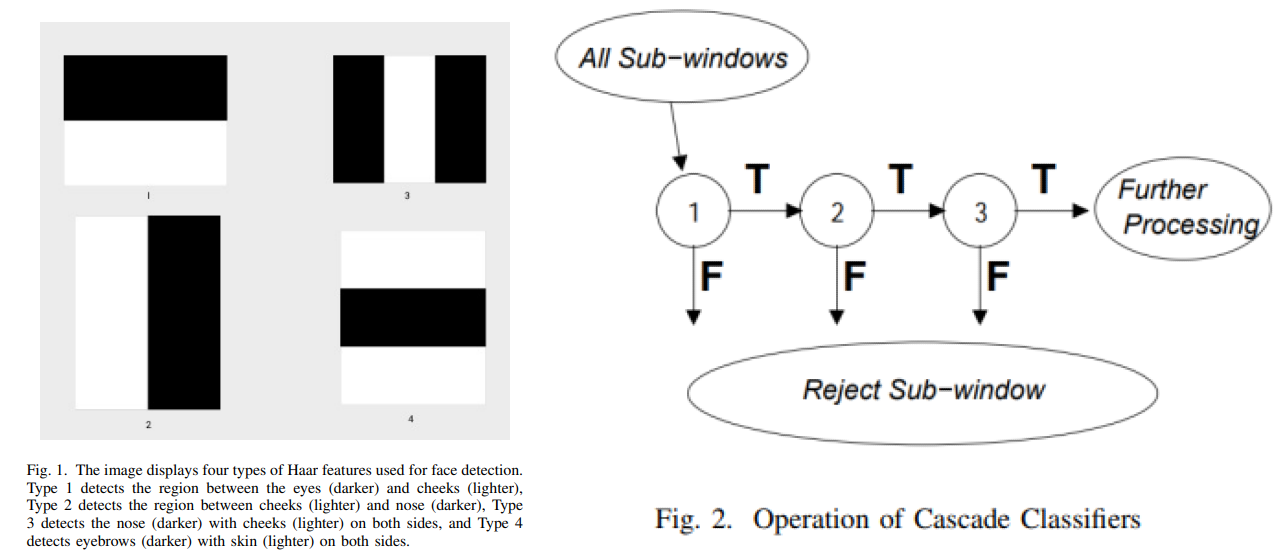 1
3
2
4
Fig. 1. The image displays four types of Haar features used for face detection.
Type 1 detects the region between the eyes (darker) and cheeks (lighter),
Type 2 detects the region between cheeks (lighter) and nose (darker), Type
3 detects the nose (darker) with cheeks (lighter) on both sides, and Type 4
detects eyebrows (darker) with skin (lighter) on both sides.
All Sub−windows
1 T 2 T 3 T
Further
Processing
F F F
Reject Sub−window
Fig. 2. Operation of Cascade Classifiers